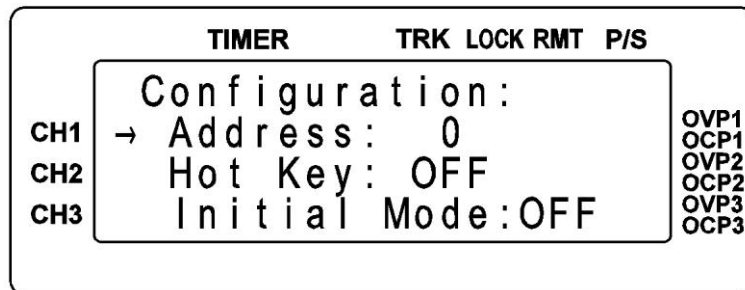 TIMER TRK LOCK RMT P/S
Configuration:
CH1 → Address: 0
CH2 Hot Key: OFF
CH3 Initial Mode:OFF
OVP1
OCP1
OVP2
OCP2
OVP3
OCP3